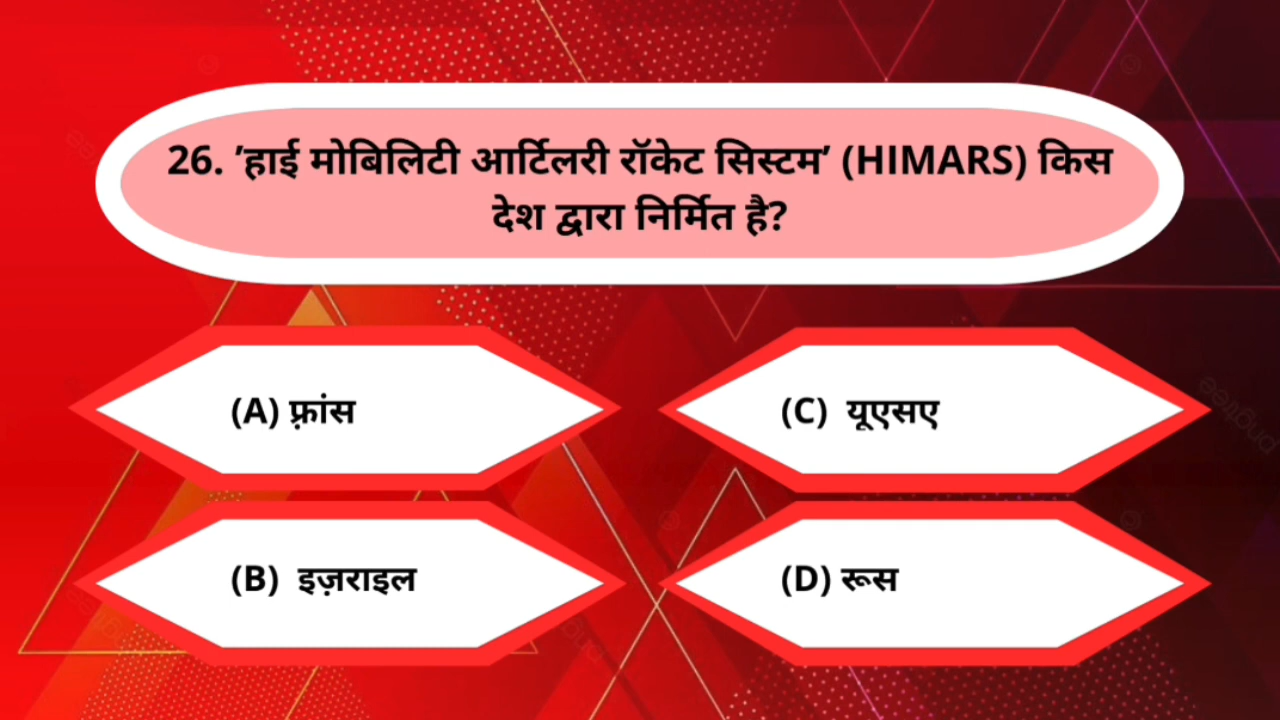 26. ’हाई मोबिलिटी आर्टिलरी रॉकेट सिस्टम’ (HIMARS) किस
देश द्वारा निर्मित है?
(A) फ़्रांस
(C) यूएसए
(B) इज़राइल
(D) रूस